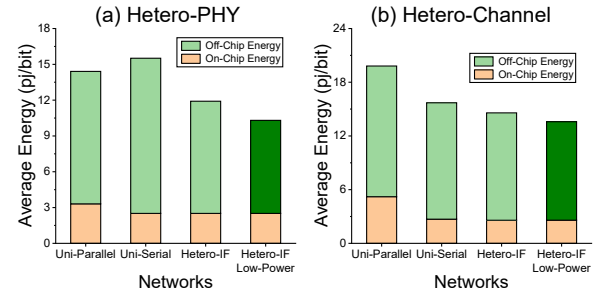 (a) Hetero-PHY
Average Energy (pj/bit)
18
15
12
9
6
3
0
Off-Chip Energy
On-Chip Energy
Uni-Parallel
Uni-Serial
Hetero-IF
Hetero-IF
Low-Power
Networks
(b) Hetero-Channel
Average Energy (pj/bit)
24
18
12
6
0
Off-Chip Energy
On-Chip Energy
Uni-Parallel
Uni-Serial
Hetero-IF
Hetero-IF
Low-Power
Networks